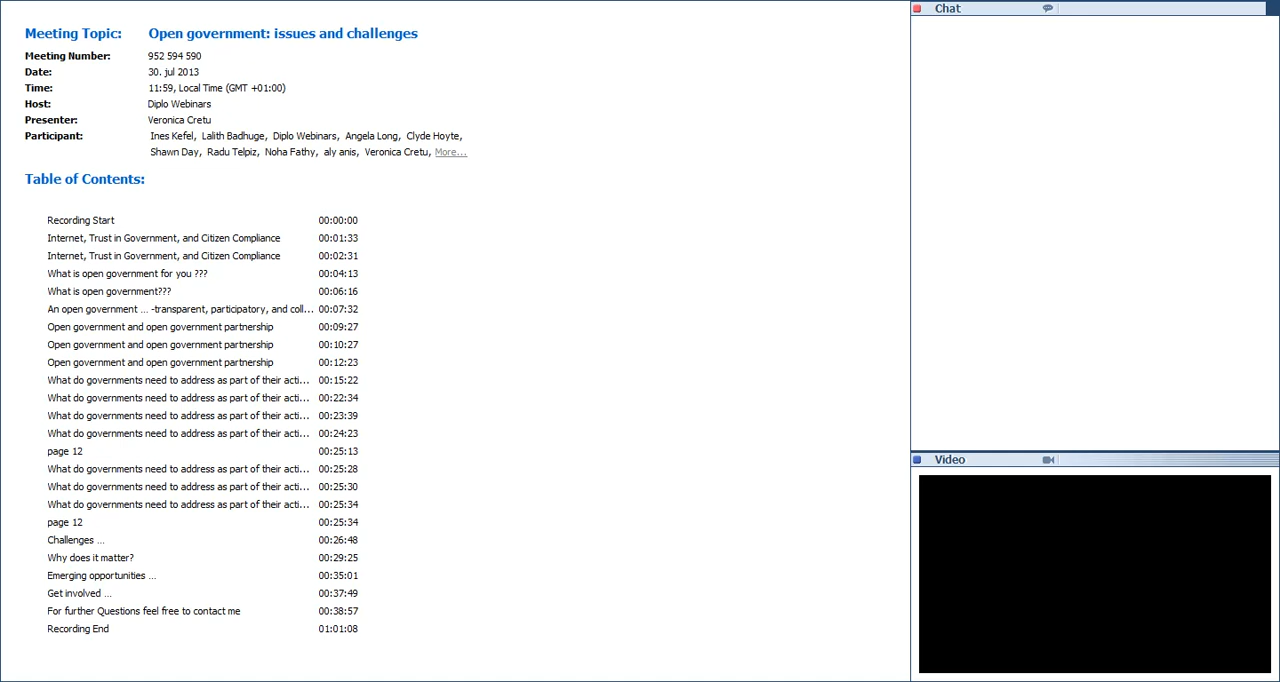 Meeting Topic: Open government: issues and challenges
Meeting Number: 952 594 590
Date: 30. jul 2013
Time: 11:59, Local Time (GMT +01:00)
Host: Diplo Webinars
Presenter: Veronica Cretu
Participant: Ines Kefel, Lalith Badhuge, Diplo Webinars, Angela Long, Clyde Hoyte,
Shawn Day, Radu Telpiz, Noha Fathy, aly anis, Veronica Cretu, More...
Table of Contents:
Recording Start 00:00:00
Internet, Trust in Government, and Citizen Compliance 00:01:33
Internet, Trust in Government, and Citizen Compliance 00:02:31
What is open government for you ??? 00:04:13
What is open government??? 00:06:16
An open government ... -transparent, participatory, and coll... 00:07:32
Open government and open government partnership 00:09:27
Open government and open government partnership 00:10:27
Open government and open government partnership 00:12:23
What do governments need to address as part of their acti... 00:15:22
What do governments need to address as part of their acti... 00:22:34
What do governments need to address as part of their acti... 00:23:39
What do governments need to address as part of their acti... 00:24:23
page 12 00:25:13
What do governments need to address as part of their acti... 00:25:28
What do governments need to address as part of their acti... 00:25:30
What do governments need to address as part of their acti... 00:25:34
page 12 00:25:34
Challenges ... 00:26:48
Why does it matter? 00:29:25
Emerging opportunities ... 00:35:01
Get involved ... 00:37:49
For further Questions feel free to contact me 00:38:57
Recording End 01:01:08
Chat
Video